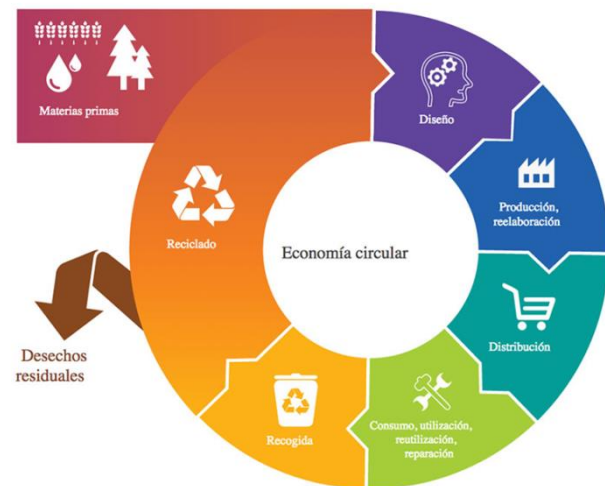 Materias primas
Diseño
Producción,
reelaboración
Reciclado
Economía circular
Distribución
Desechos
residuales
Consumo, utilización,
reutilización,
reparación
Recogida